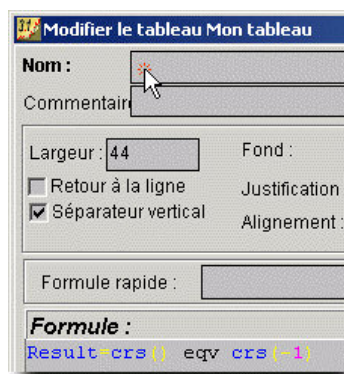 Modifier le tableau Mon tableau
Nom :
Commentair
Largeur : 44
Fond :
Retour à la ligne
Justification
Séparateur vertical
Alignement :
Formule rapide :
Formule :
Result=crs() eqv crs(-1)